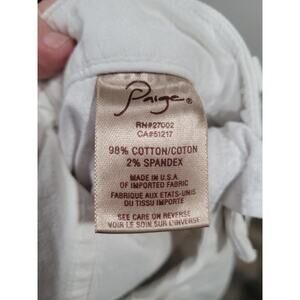 Paige®
RN#27002
CA#51217
98% COTTON/COTON
2% SPANDEX
MADE IN U.S.A.
OF IMPORTED FABRIC
FABRIQUE AUX ETATS-UNIS
DU TISSU IMPORTE
SEE CARE ON REVERSE
VOIR LE SOIN SUR L'INVERSE